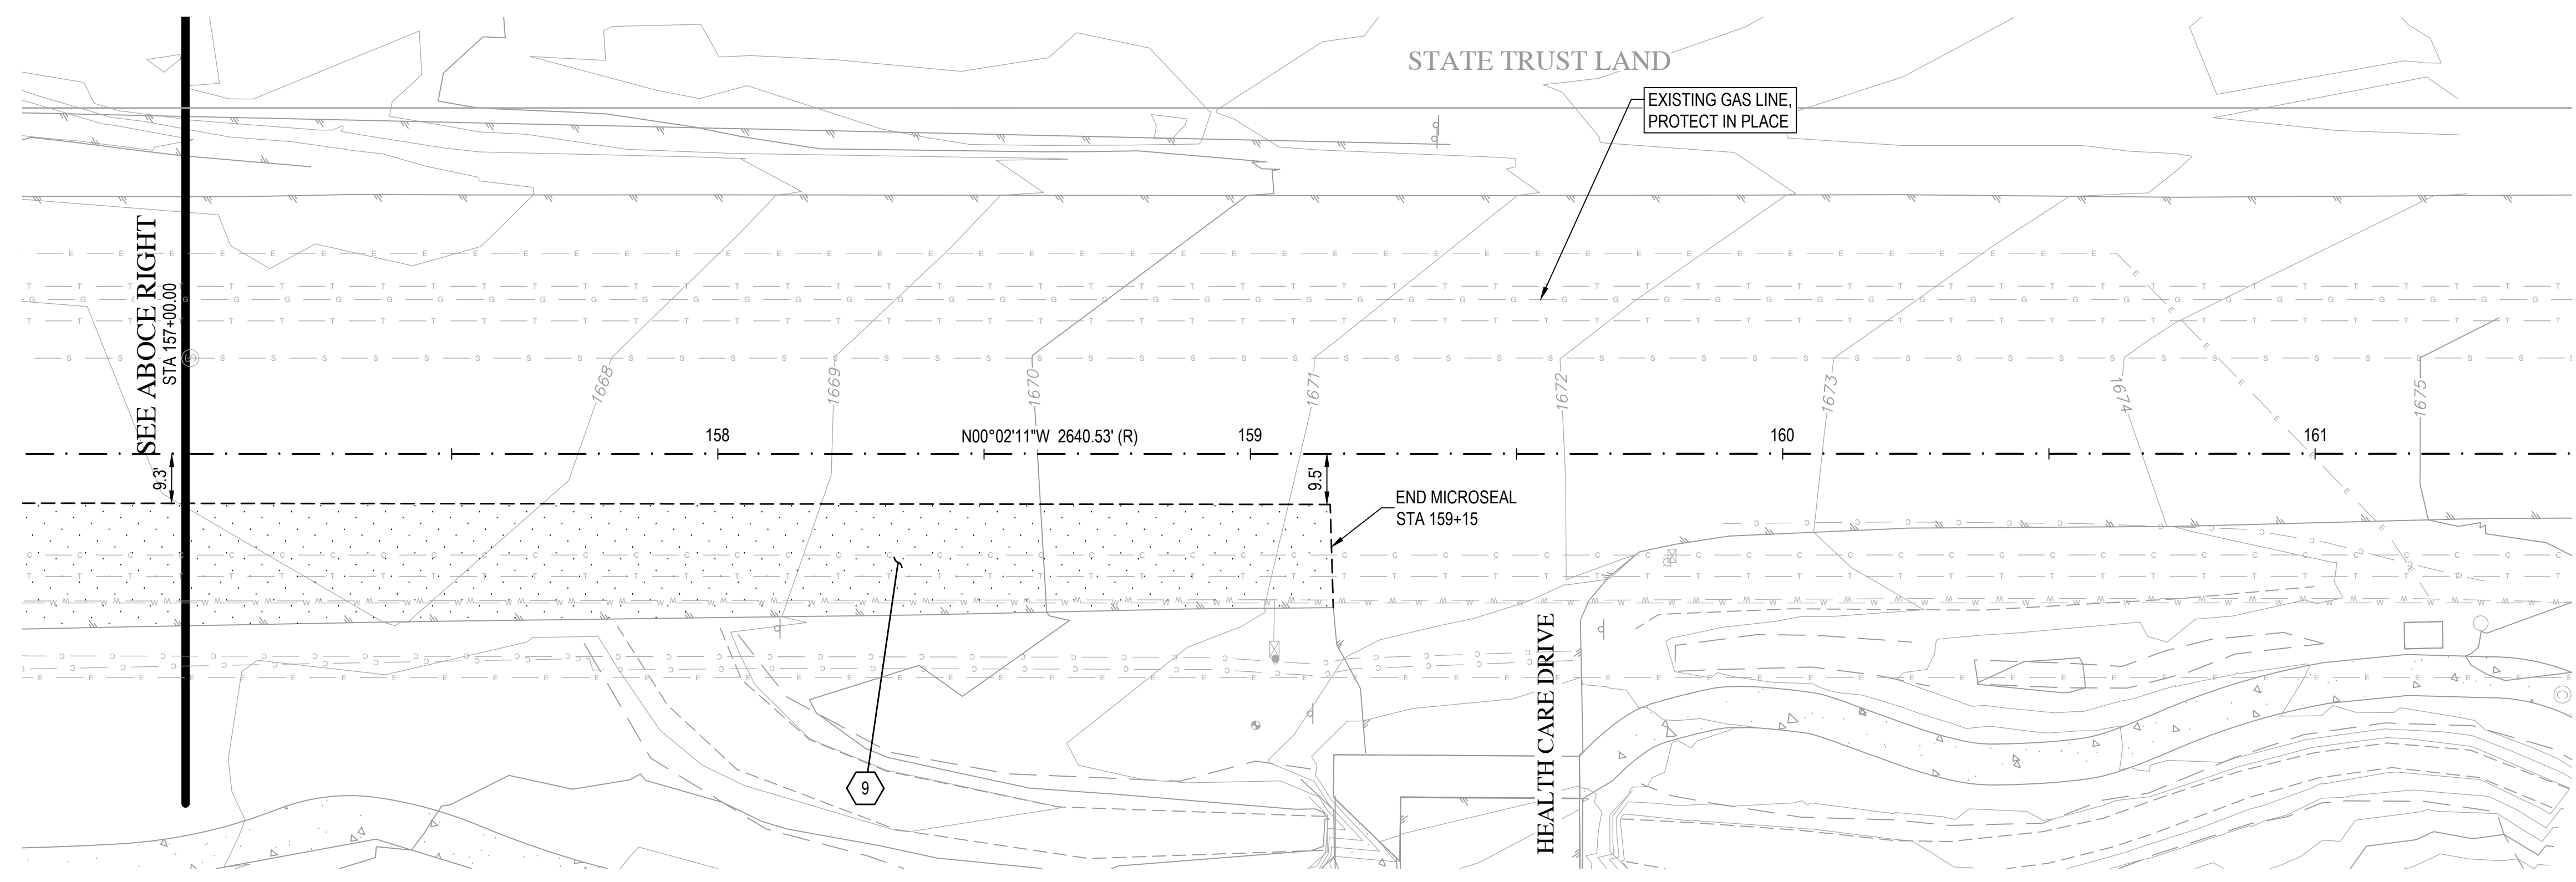 STATE TRUST LAND
EXISTING GAS LINE,
PROTECT IN PLACE
SEE ABOCE RIGHT
STA 157+00.00
1668
1669
1670
1671
1672
1673
1674
1675
158
N00°02'11"W 2640.53' (R)
159
160
161
9.3'
9.5'
END MICROSEAL
STA 159+15
9
HEALTH CARE DRIVE